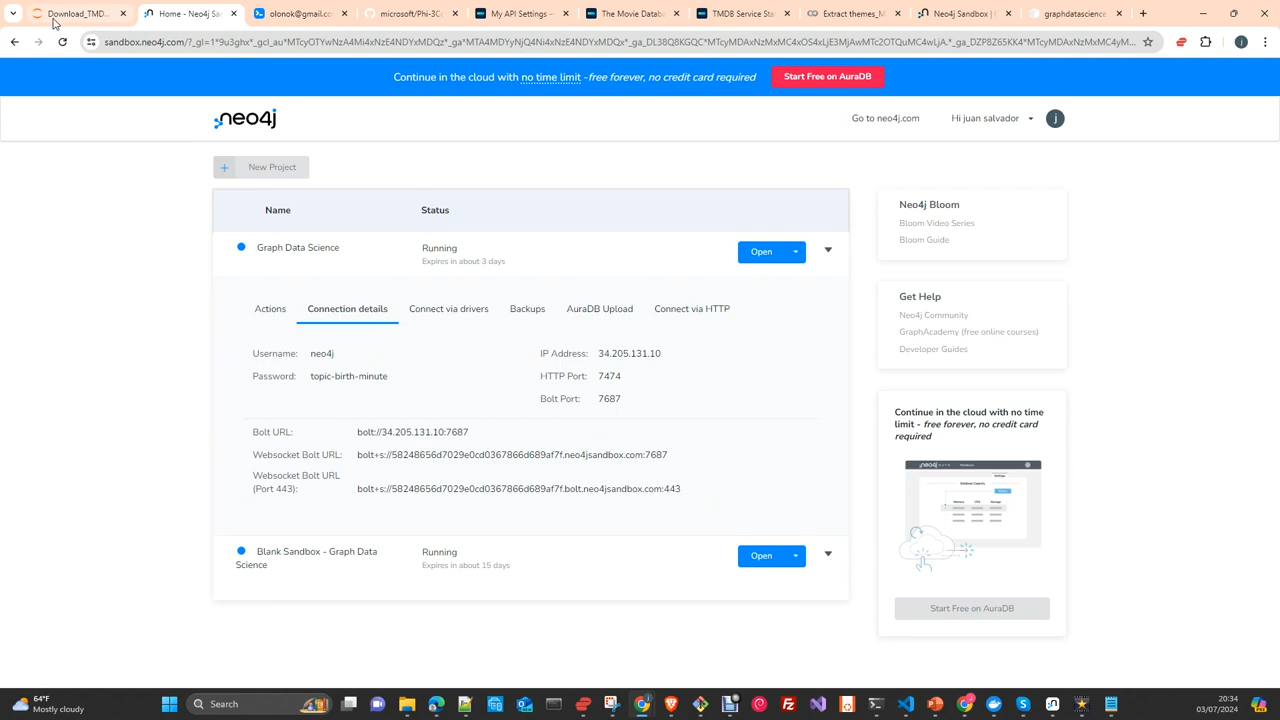 Download_TMD...
Home - Neo4j Sa
olonok@gmail.co
microsoft/Phi-3C
My API Settings —
The Movie Datab
TMDB Service Sta
Extract themes_M
Neo4j Sandbox | 
graphdatascience
Continue in the cloud with no time limit -free forever, no credit card required
Start Free on AuraDB
neo4j
Go to neo4j.com
Hi juan salvador
j
+ New Project
Name
Status
Graph Data Science
Running
Expires in about 3 days
Open
Actions
Connection details
Connect via drivers
Backups
AuraDB Upload
Connect via HTTP
Username: neo4j
IP Address: 34.205.131.10
Password: topic-birth-minute
HTTP Port: 7474
Bolt Port: 7687
Bolt URL: bolt://34.205.131.10:7687
Websocket Bolt URL: bolt+s://58248656d7029e0cd0367866d689af7f.neo4jsandbox.com:7687
Websocket Bolt URL
(Port 443): bolt+s://58248656d7029e0cd0367866d689af7f.bolt.neo4jsandbox.com:443
Blank Sandbox - Graph Data
Science
Running
Expires in about 15 days
Open
Neo4j Bloom
Bloom Video Series
Bloom Guide
Get Help
Neo4j Community
GraphAcademy (free online courses)
Developer Guides
Continue in the cloud with no time
limit - free forever, no credit card
required
Start Free on AuraDB
64°F
Mostly cloudy
Search
20:34
03/07/2024